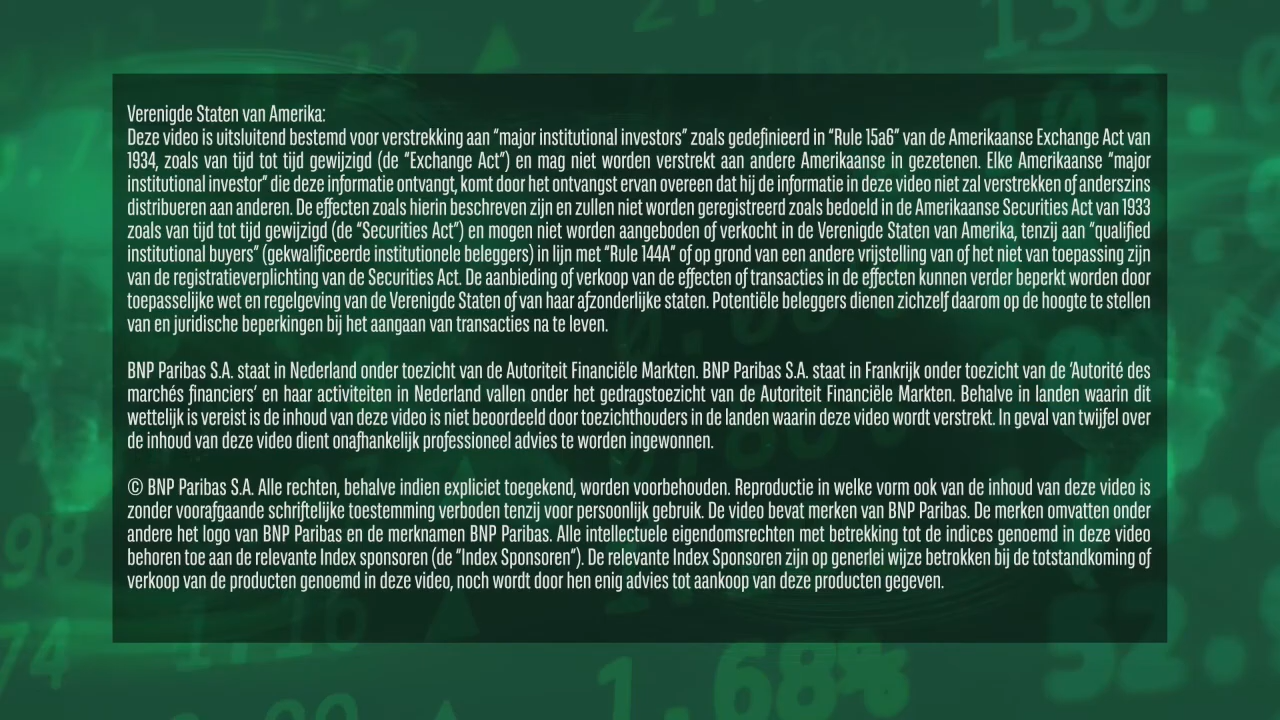 Verenigde Staten van Amerika:
Deze video is uitsluitend bestemd voor verstrekking aan “major institutional investors” zoals gedefinieerd in “Rule 15a6” van de Amerikaanse Exchange Act van
1934, zoals van tijd tot tijd gewijzigd (de “Exchange Act”) en mag niet worden verstrekt aan andere Amerikaanse in gezetenen. Elke Amerikaanse “major
institutional investor” die deze informatie ontvangt, komt door het ontvangst ervan overeen dat hij de informatie in deze video niet zal verstrekken of anderszins
distribueren aan anderen. De effecten zoals hierin beschreven zijn en zullen niet worden geregistreerd zoals bedoeld in de Amerikaanse Securities Act van 1933
zoals van tijd tot tijd gewijzigd (de “Securities Act”) en mogen niet worden aangeboden of verkocht in de Verenigde Staten van Amerika, tenzij aan “qualified
institutional buyers” (gekwalificeerde institutionele beleggers) in lijn met “Rule 144A” of op grond van een andere vrijstelling van of het niet van toepassing zijn
van de registratieverplichting van de Securities Act. De aanbieding of verkoop van de effecten of transacties in de effecten kunnen verder beperkt worden door
toepasselijke wet en regelgeving van de Verenigde Staten of van haar afzonderlijke staten. Potentiële beleggers dienen zichzelf daarom op de hoogte te stellen
van en juridische beperkingen bij het aangaan van transacties na te leven.
BNP Paribas S.A. staat in Nederland onder toezicht van de Autoriteit Financiële Markten. BNP Paribas S.A. staat in Frankrijk onder toezicht van de ‘Autorité des
marchés financiers’ en haar activiteiten in Nederland vallen onder het gedragstoezicht van de Autoriteit Financiële Markten. Behalve in landen waarin dit
wettelijk is vereist is de inhoud van deze video is niet beoordeeld door toezichthouders in de landen waarin deze video wordt verstrekt. In geval van twijfel over
de inhoud van deze video dient onafhankelijk professioneel advies te worden ingewonnen.
© BNP Paribas S.A. Alle rechten, behalve indien expliciet toegekend, worden voorbehouden. Reproductie in welke vorm ook van de inhoud van deze video is
zonder voorafgaande schriftelijke toestemming verboden tenzij voor persoonlijk gebruik. De video bevat merken van BNP Paribas. De merken omvatten onder
andere het logo van BNP Paribas en de merknamen BNP Paribas. Alle intellectuele eigendomsrechten met betrekking tot de indices genoemd in deze video
behoren toe aan de relevante Index sponsoren (de “Index Sponsoren”). De relevante Index Sponsoren zijn op generlei wijze betrokken bij de totstandkoming of
verkoop van de producten genoemd in deze video, noch wordt door hen enig advies tot aankoop van deze producten gegeven.
1.68%